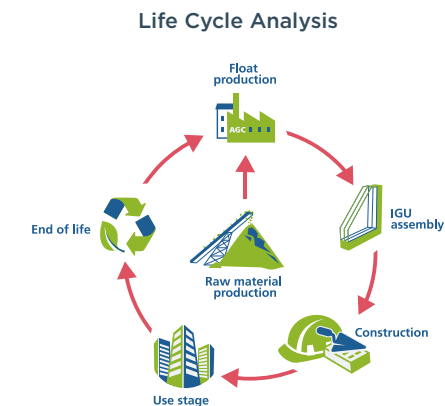 Life Cycle Analysis
Float
production
AGC
IGU
assembly
End of life
Raw material
production
Construction
Use stage